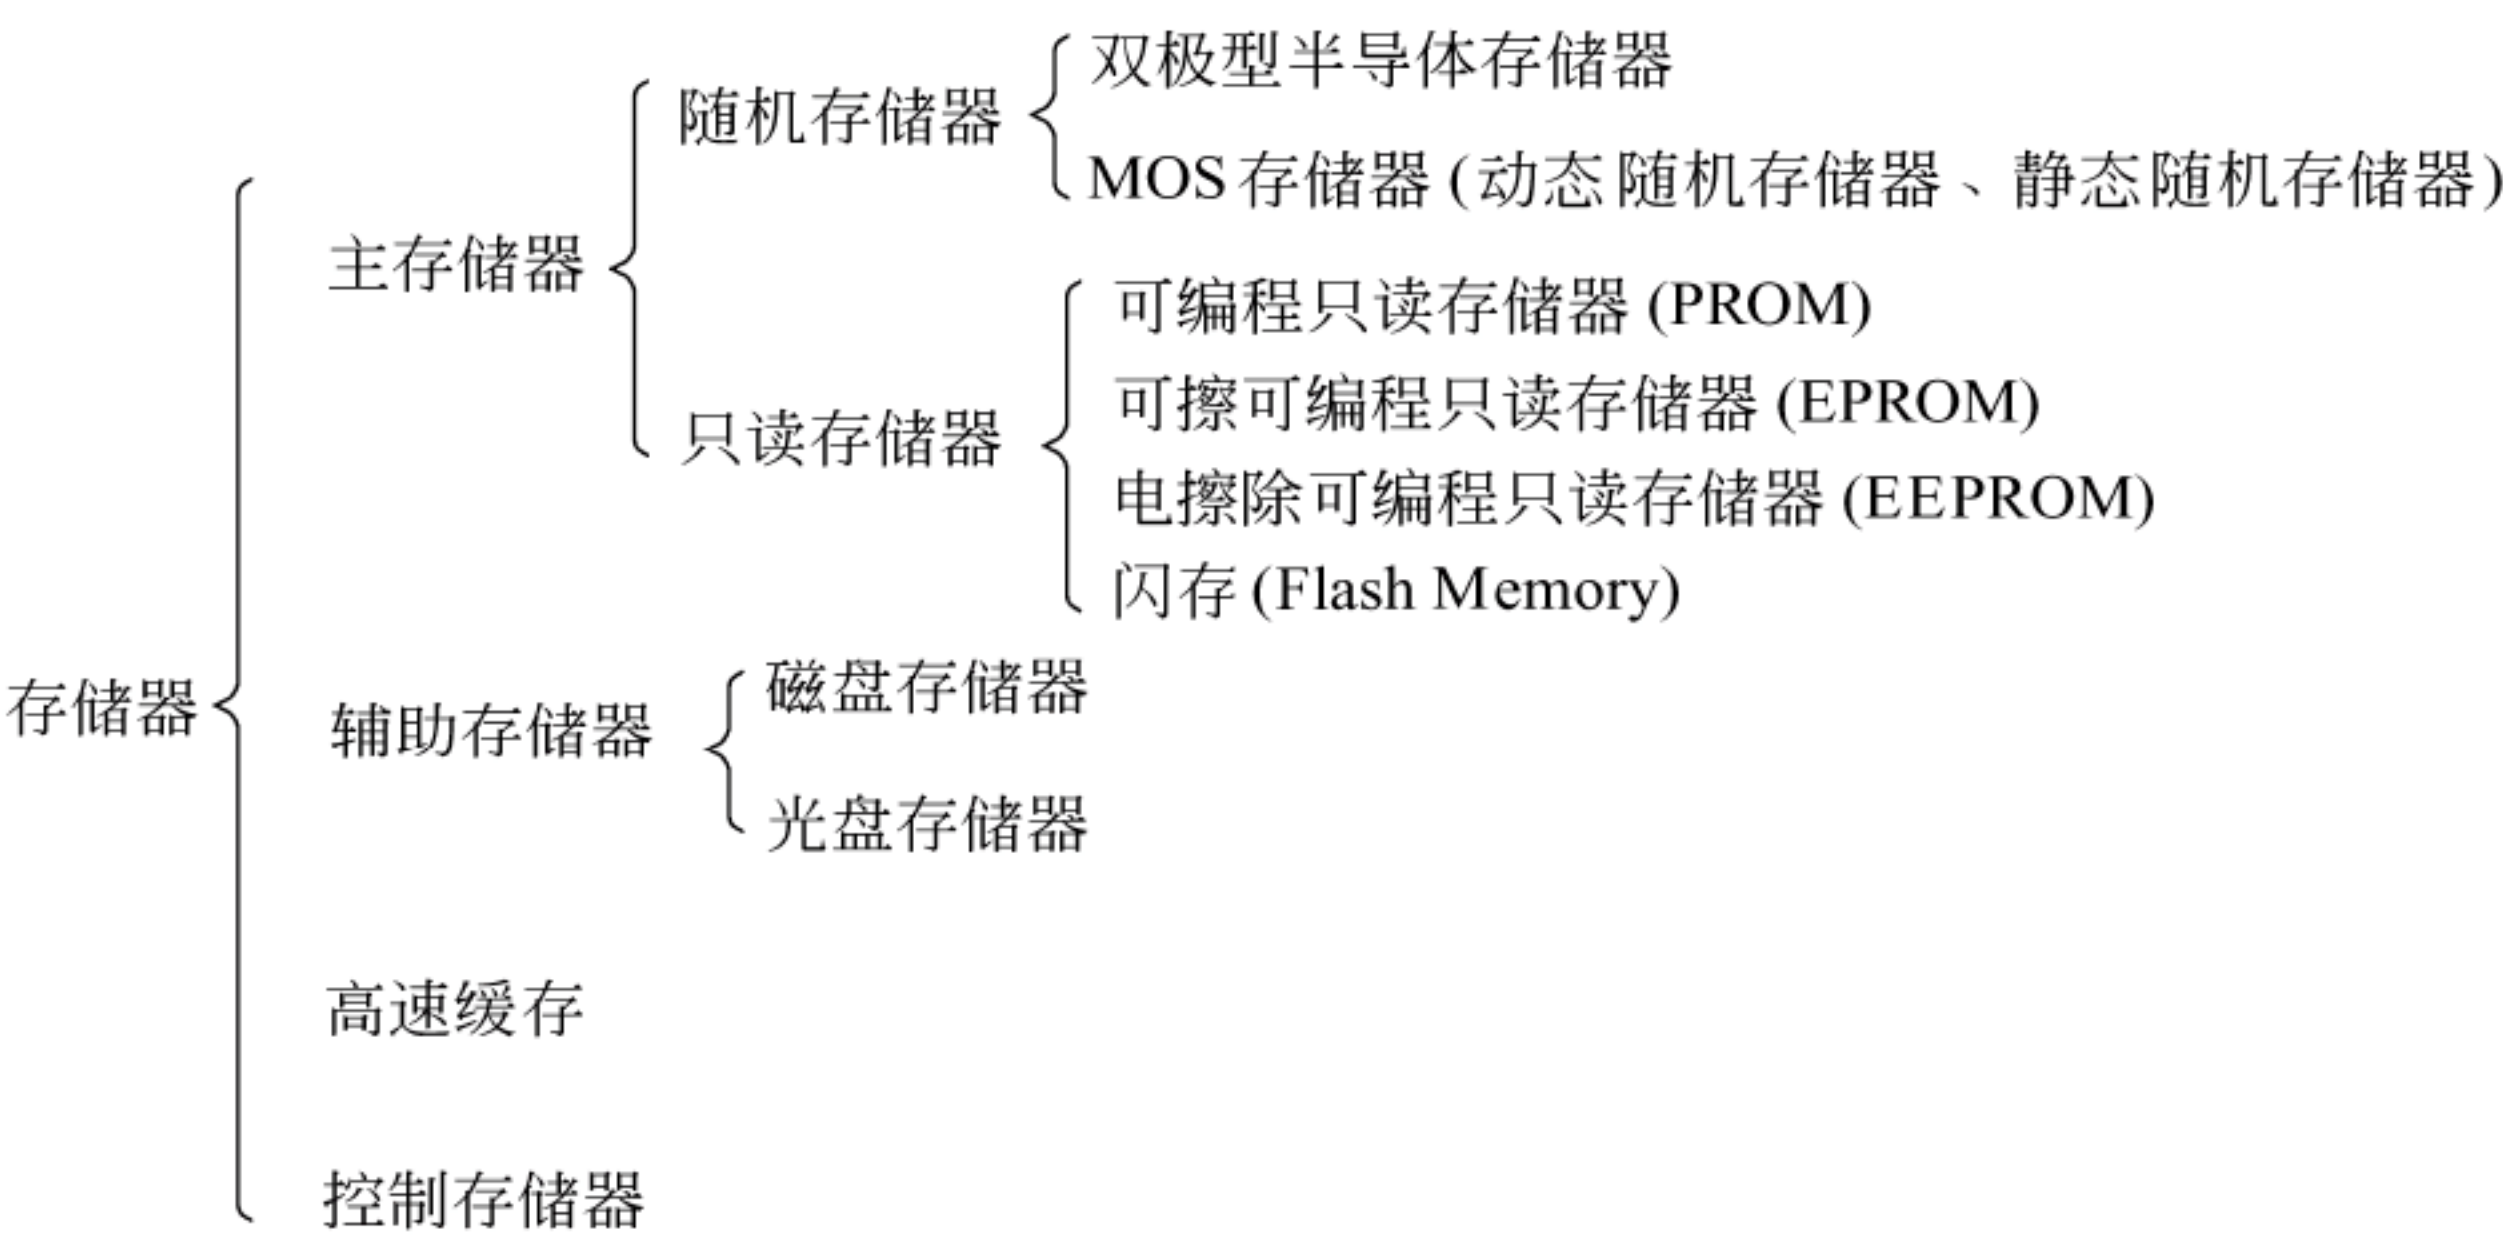 存储器
主存储器
随机存储器
双极型半导体存储器
MOS存储器(动态随机存储器、静态随机存储器)
只读存储器
可编程只读存储器(PROM)
可擦可编程只读存储器(EPROM)
电擦除可编程只读存储器(EEPROM)
闪存(Flash Memory)
辅助存储器
磁盘存储器
光盘存储器
高速缓存
控制存储器